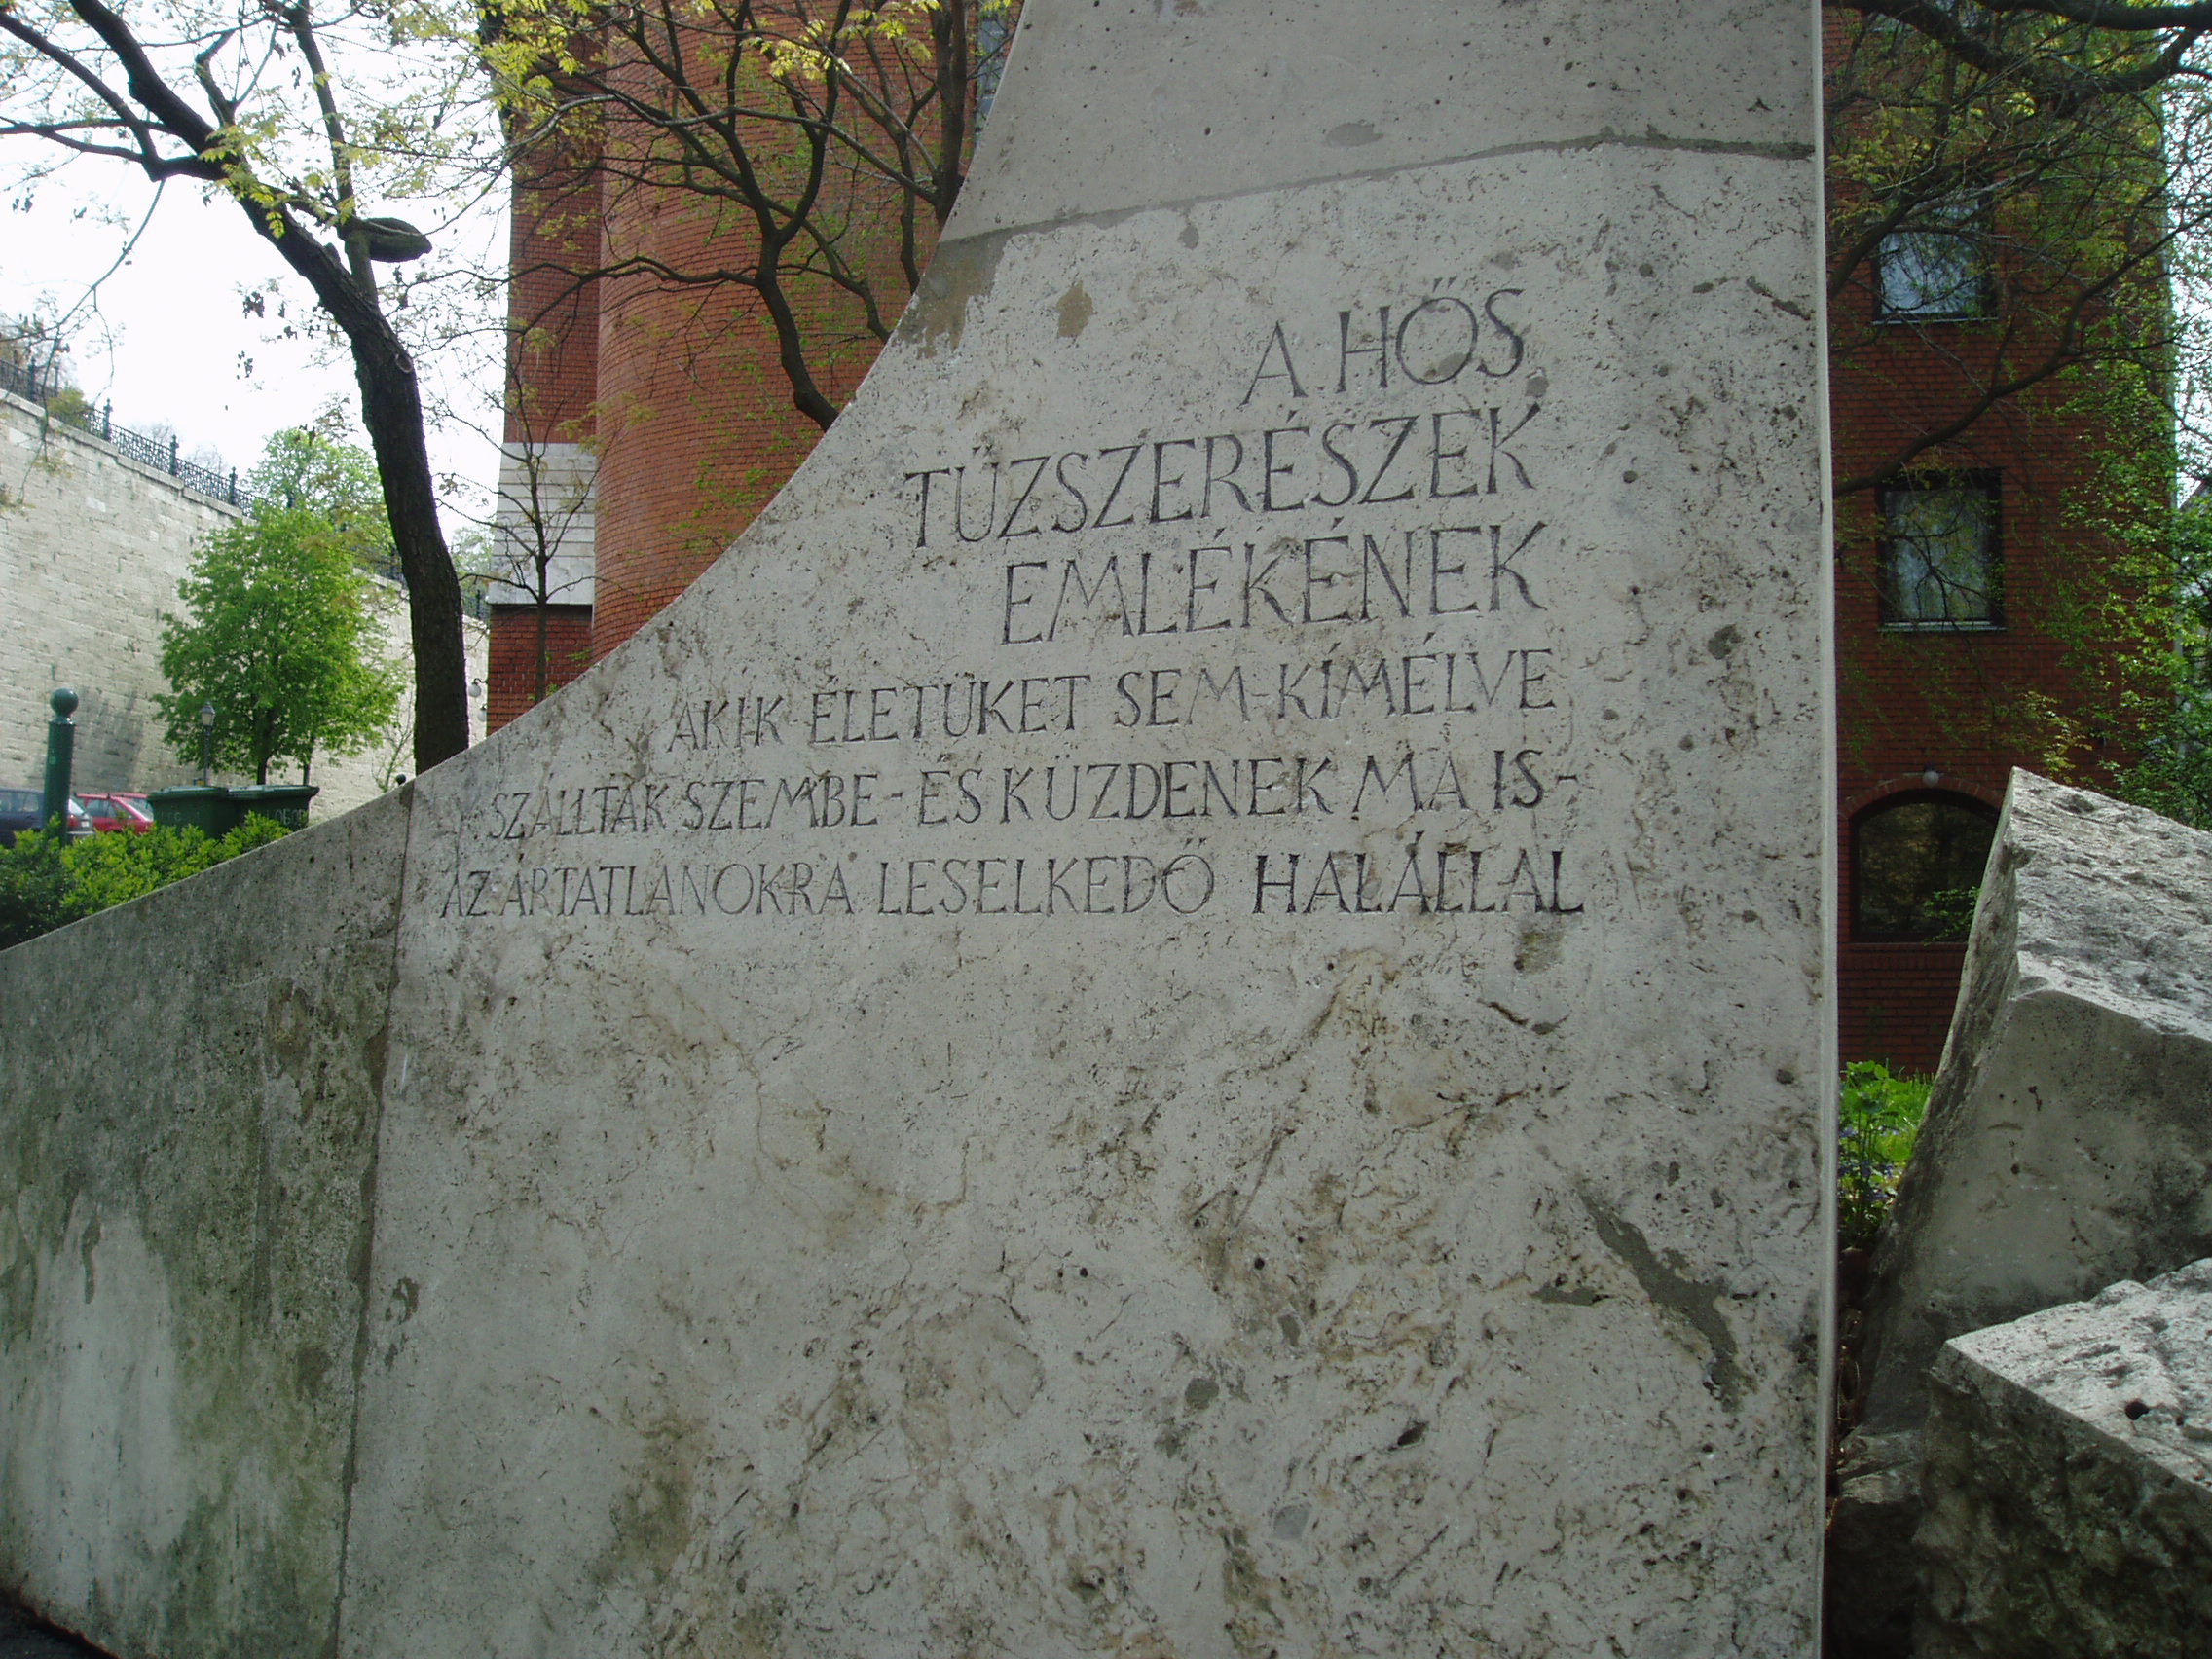 A HŐS
TŰZSZERÉSZEK
EMLÉKÉNEK
AKIK ÉLETÜKET SEM KÍMÉLVE
SZÁLLTAK SZEMBE - ÉS KÜZDENEK MA IS -
AZ ÁRTATLANOKRA LESELKEDŐ HALÁLLAL